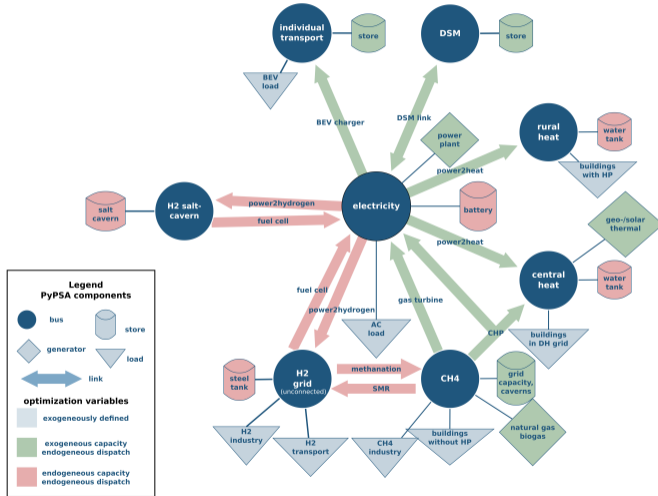 individual
transport
store
DSM
store
BEV
load
BEV charger
DSM link
power
plant
rural
heat
water
tank
buildings
with HP
power2heat
salt
cavern
H2 salt-
cavern
power2hydrogen
fuel cell
electricity
battery
geo-/solar
thermal
power2heat
central
heat
water
tank
fuel cell
power2hydrogen
gas turbine
AC
load
CHP
buildings
in DH grid
steel
tank
H2
grid
(unconnected)
methanation
SMR
CH4
grid
capacity,
caverns
H2
industry
H2
transport
CH4
industry
buildings
without HP
natural gas
biogas
Legend
PyPSA components
bus
store
generator
load
link
optimization variables
exogeneously defined
exogeneous capacity
endogeneous dispatch
endogeneous capacity
endogeneous dispatch